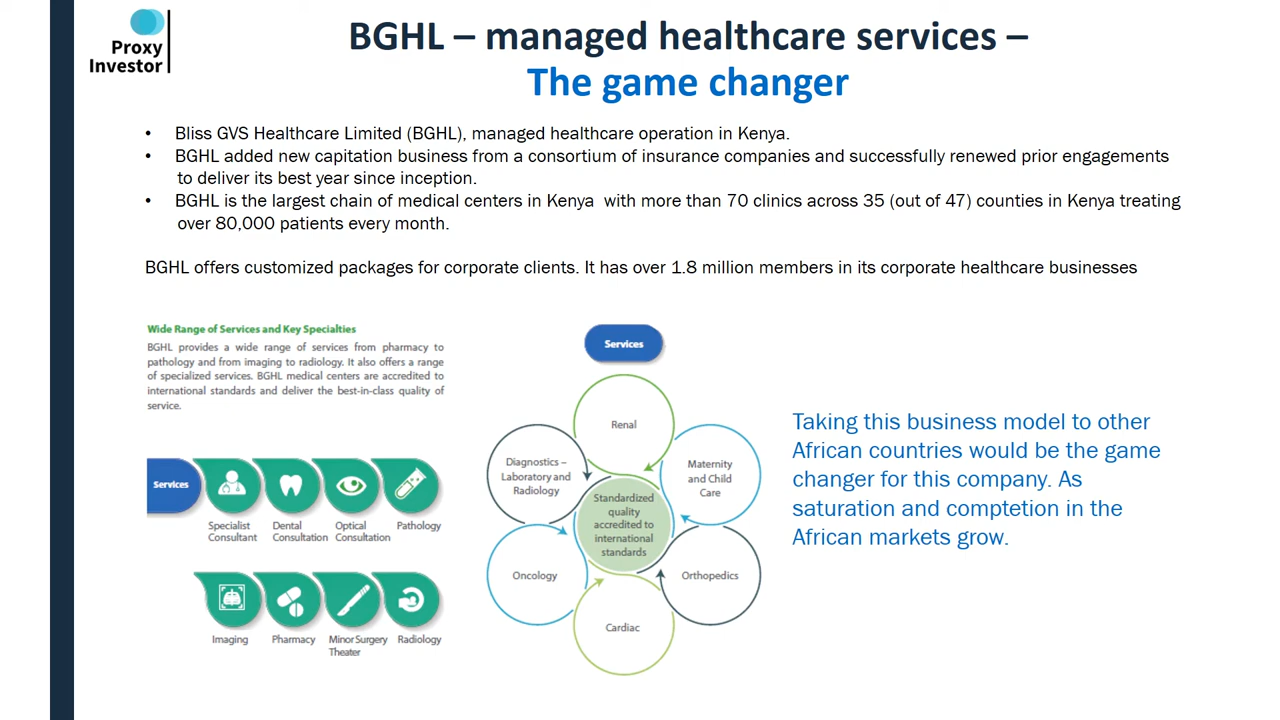 Proxy
Investor
BGHL – managed healthcare services –
The game changer
• Bliss GVS Healthcare Limited (BGHL), managed healthcare operation in Kenya.
• BGHL added new capitation business from a consortium of insurance companies and successfully renewed prior engagements
to deliver its best year since inception.
• BGHL is the largest chain of medical centers in Kenya with more than 70 clinics across 35 (out of 47) counties in Kenya treating
over 80,000 patients every month.
BGHL offers customized packages for corporate clients. It has over 1.8 million members in its corporate healthcare businesses
Wide Range of Services and Key Specialties
BGHL provides a wide range of services from pharmacy to
pathology and from imaging to radiology. It also offers a range
of specialized services. BGHL medical centers are accredited to
international standards and deliver the best-in-class quality of
service.
Services
Specialist
Consultant
Dental
Consultation
Optical
Consultation
Pathology
Imaging
Pharmacy
Minor Surgery
Theater
Radiology
Services
Renal
Diagnostics –
Laboratory and
Radiology
Maternity
and Child
Care
Standardized
quality
accredited to
international
standards
Oncology
Orthopedics
Cardiac
Taking this business model to other
African countries would be the game
changer for this company. As
saturation and comptetion in the
African markets grow.